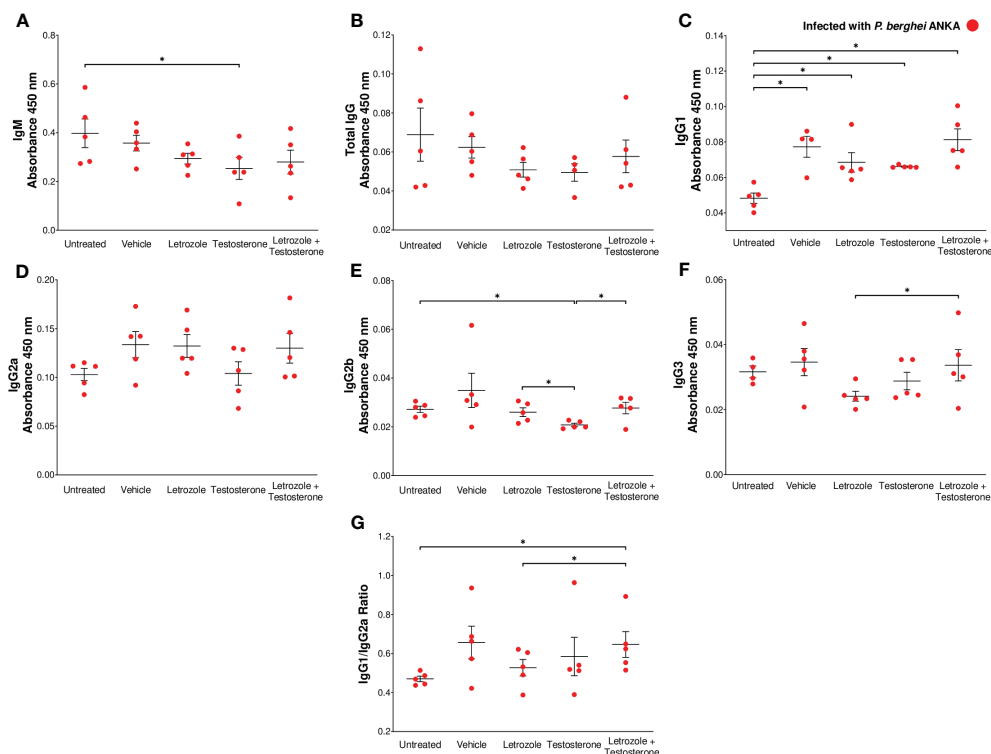 A
IgM
Absorbance 450 nm
0.8
0.6
0.4
0.2
0.0
*
Untreated
Vehicle
Letrozole
Testosterone
Letrozole +
Testosterone
B
Total IgG
Absorbance 450 nm
0.12
0.10
0.08
0.06
0.04
0.02
Untreated
Vehicle
Letrozole
Testosterone
Letrozole +
Testosterone
C
Infected with P. berghei ANKA
IgG1
Absorbance 450 nm
0.14
0.12
0.10
0.08
0.06
0.04
*
*
*
*
Untreated
Vehicle
Letrozole
Testosterone
Letrozole +
Testosterone
D
IgG2a
Absorbance 450 nm
0.20
0.15
0.10
0.05
0.00
Untreated
Vehicle
Letrozole
Testosterone
Letrozole +
Testosterone
E
IgG2b
Absorbance 450 nm
0.08
0.06
0.04
0.02
0.00
*
*
*
Untreated
Vehicle
Letrozole
Testosterone
Letrozole +
Testosterone
F
IgG3
Absorbance 450 nm
0.06
0.04
0.02
0.00
*
Untreated
Vehicle
Letrozole
Testosterone
Letrozole +
Testosterone
G
IgG1/IgG2a Ratio
1.2
1.0
0.8
0.6
0.4
0.2
*
*
Untreated
Vehicle
Letrozole
Testosterone
Letrozole +
Testosterone